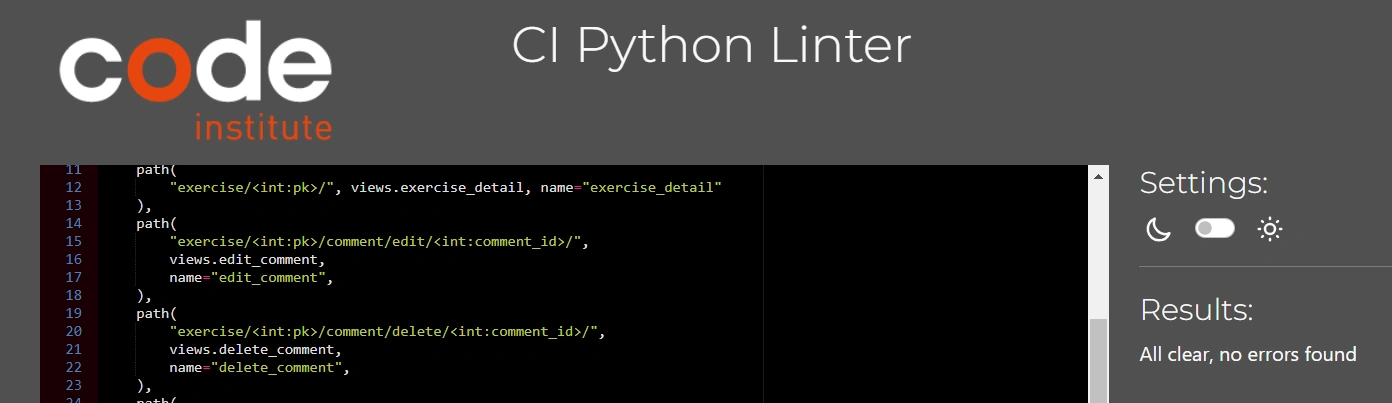 code
institute
CI Python Linter
11 path(
12 "exercise/<int:pk>/", views.exercise_detail, name="exercise_detail"
13 ),
14 path(
15 "exercise/<int:pk>/comment/edit/<int:comment_id>/",
16 views.edit_comment,
17 name="edit_comment",
18 ),
19 path(
20 "exercise/<int:pk>/comment/delete/<int:comment_id>/",
21 views.delete_comment,
22 name="delete_comment",
23 ),
24 path(
Settings:
Results:
All clear, no errors found